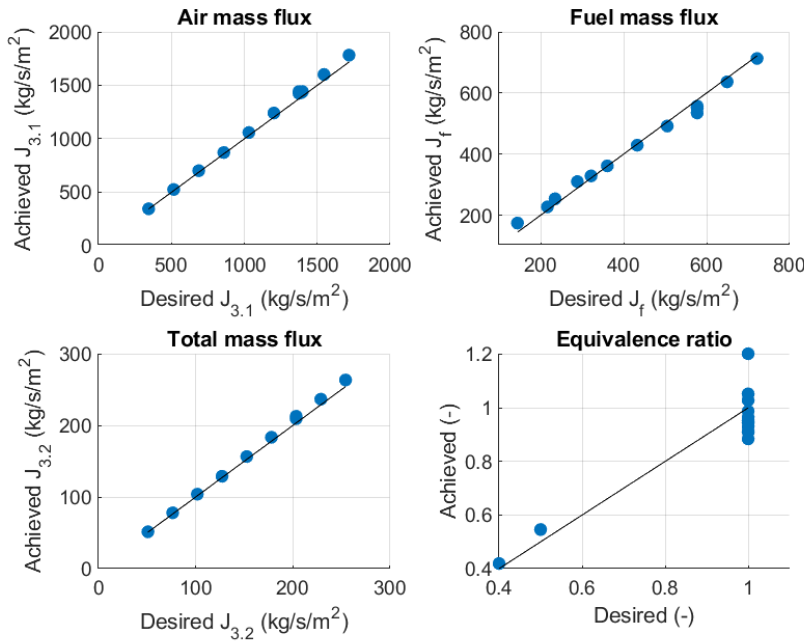 Air mass flux
2000
1500
1000
500
0
0
500
1000
1500
2000
Achieved J3.1 (kg/s/m2)
Desired J3.1 (kg/s/m2)
Fuel mass flux
800
600
400
200
200
400
600
800
Achieved Jf (kg/s/m2)
Desired Jf (kg/s/m2)
Total mass flux
300
200
100
0
0
100
200
300
Achieved J3.2 (kg/s/m2)
Desired J3.2 (kg/s/m2)
Equivalence ratio
1.2
1
0.8
0.6
0.4
0.4
0.6
0.8
1
Achieved (-)
Desired (-)